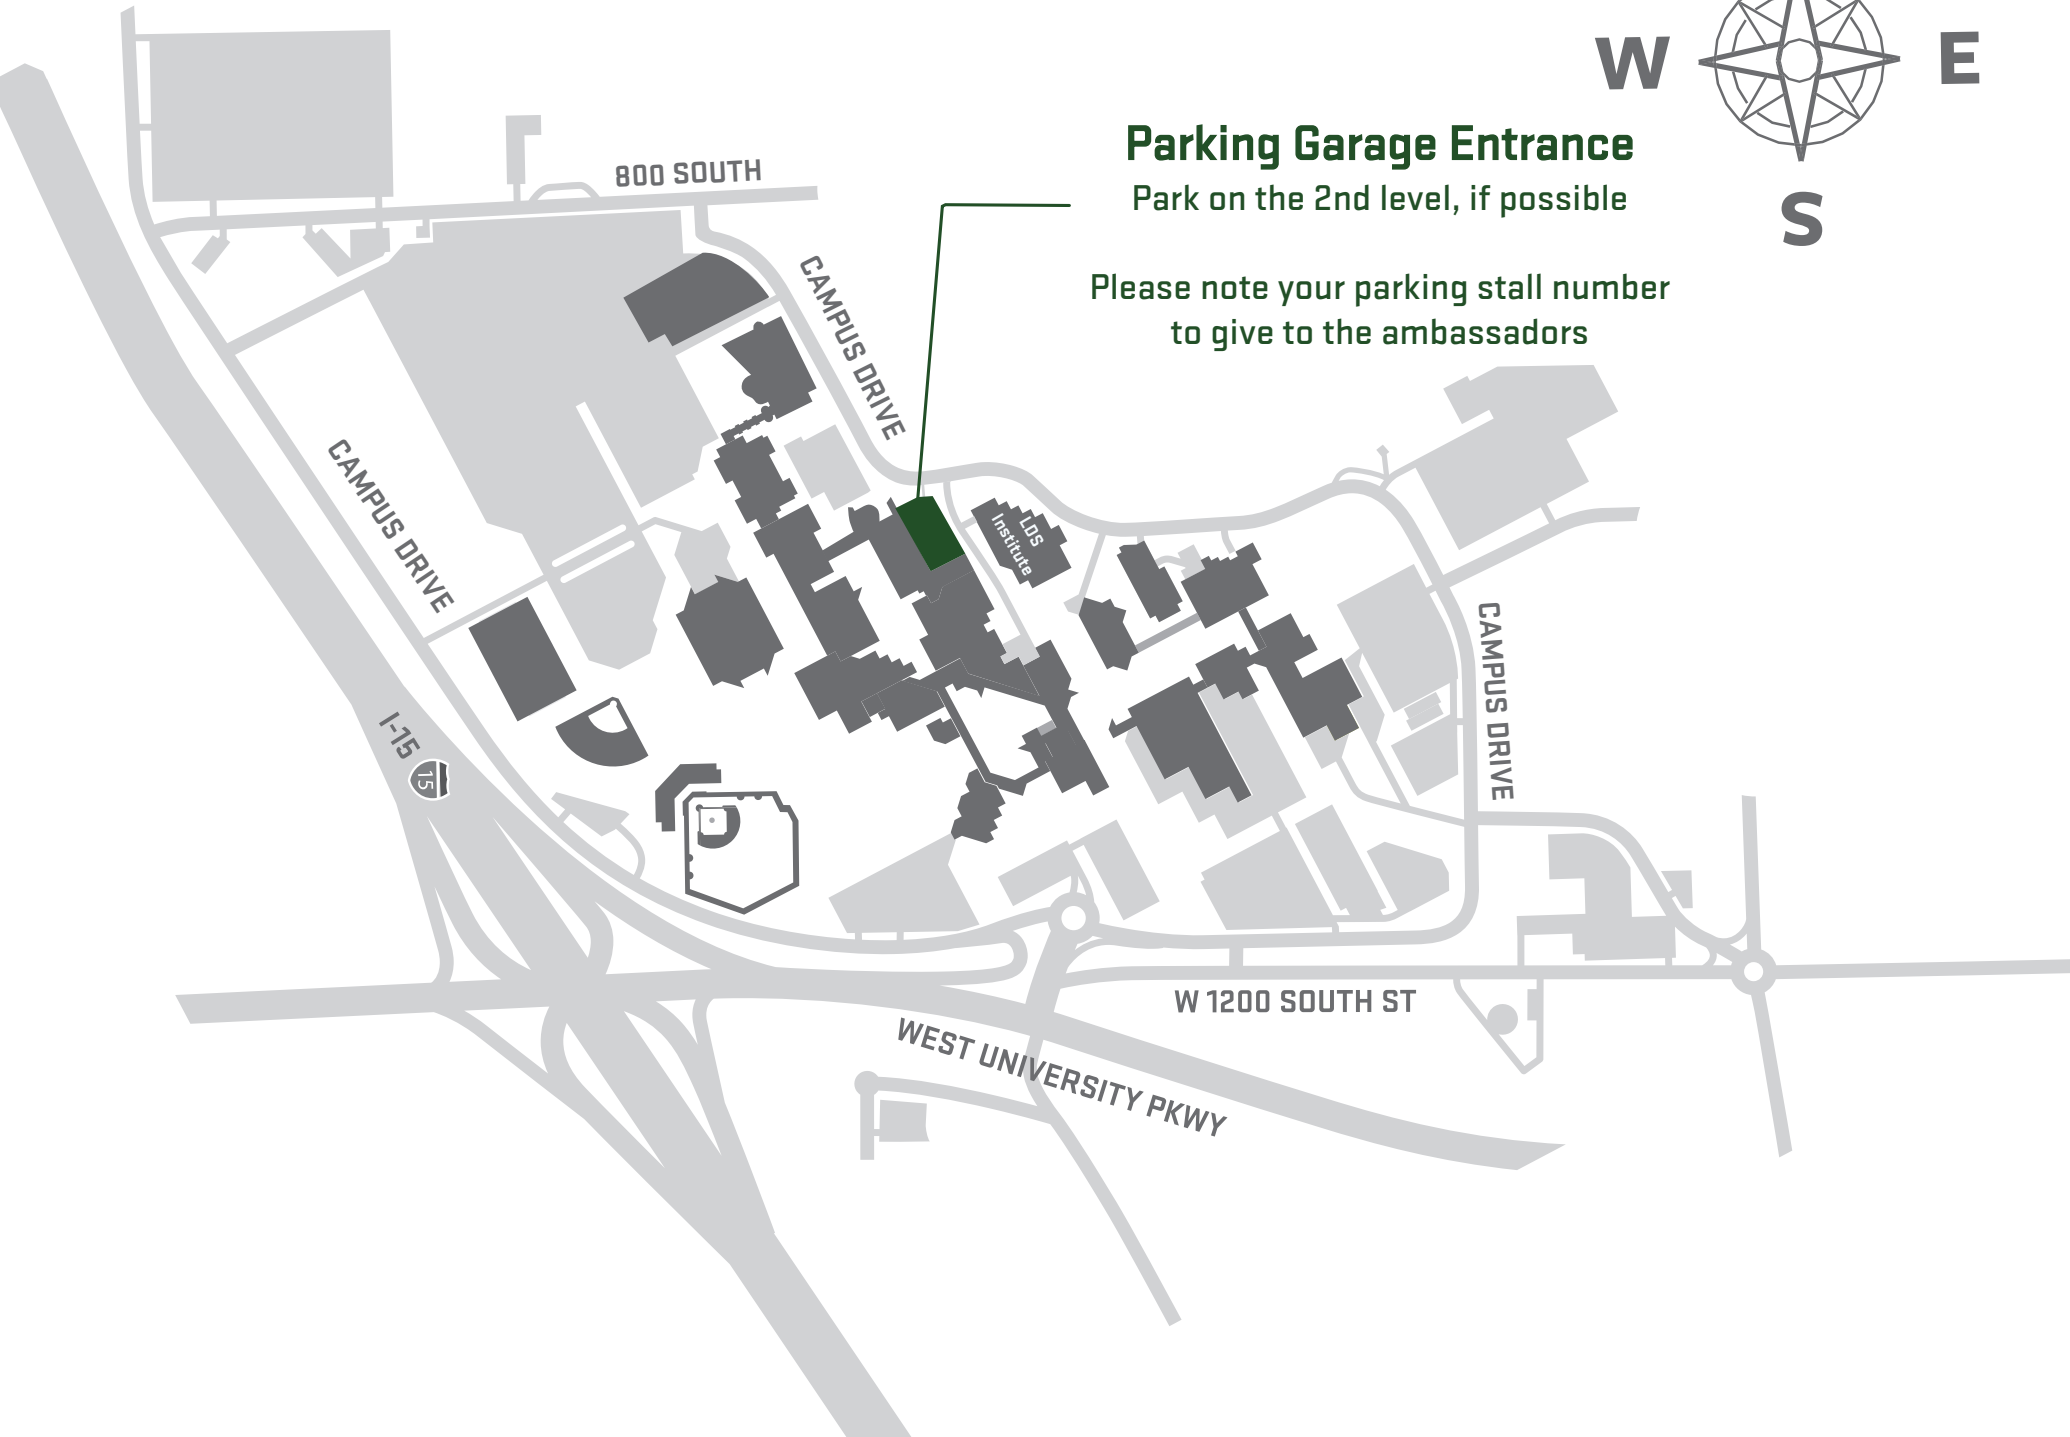 W
E
S
Parking Garage Entrance
Park on the 2nd level, if possible
Please note your parking stall number
to give to the ambassadors
800 SOUTH
CAMPUS DRIVE
CAMPUS DRIVE
LDS
Institute
CAMPUS DRIVE
I-15
15
W 1200 SOUTH ST
WEST UNIVERSITY PKWY